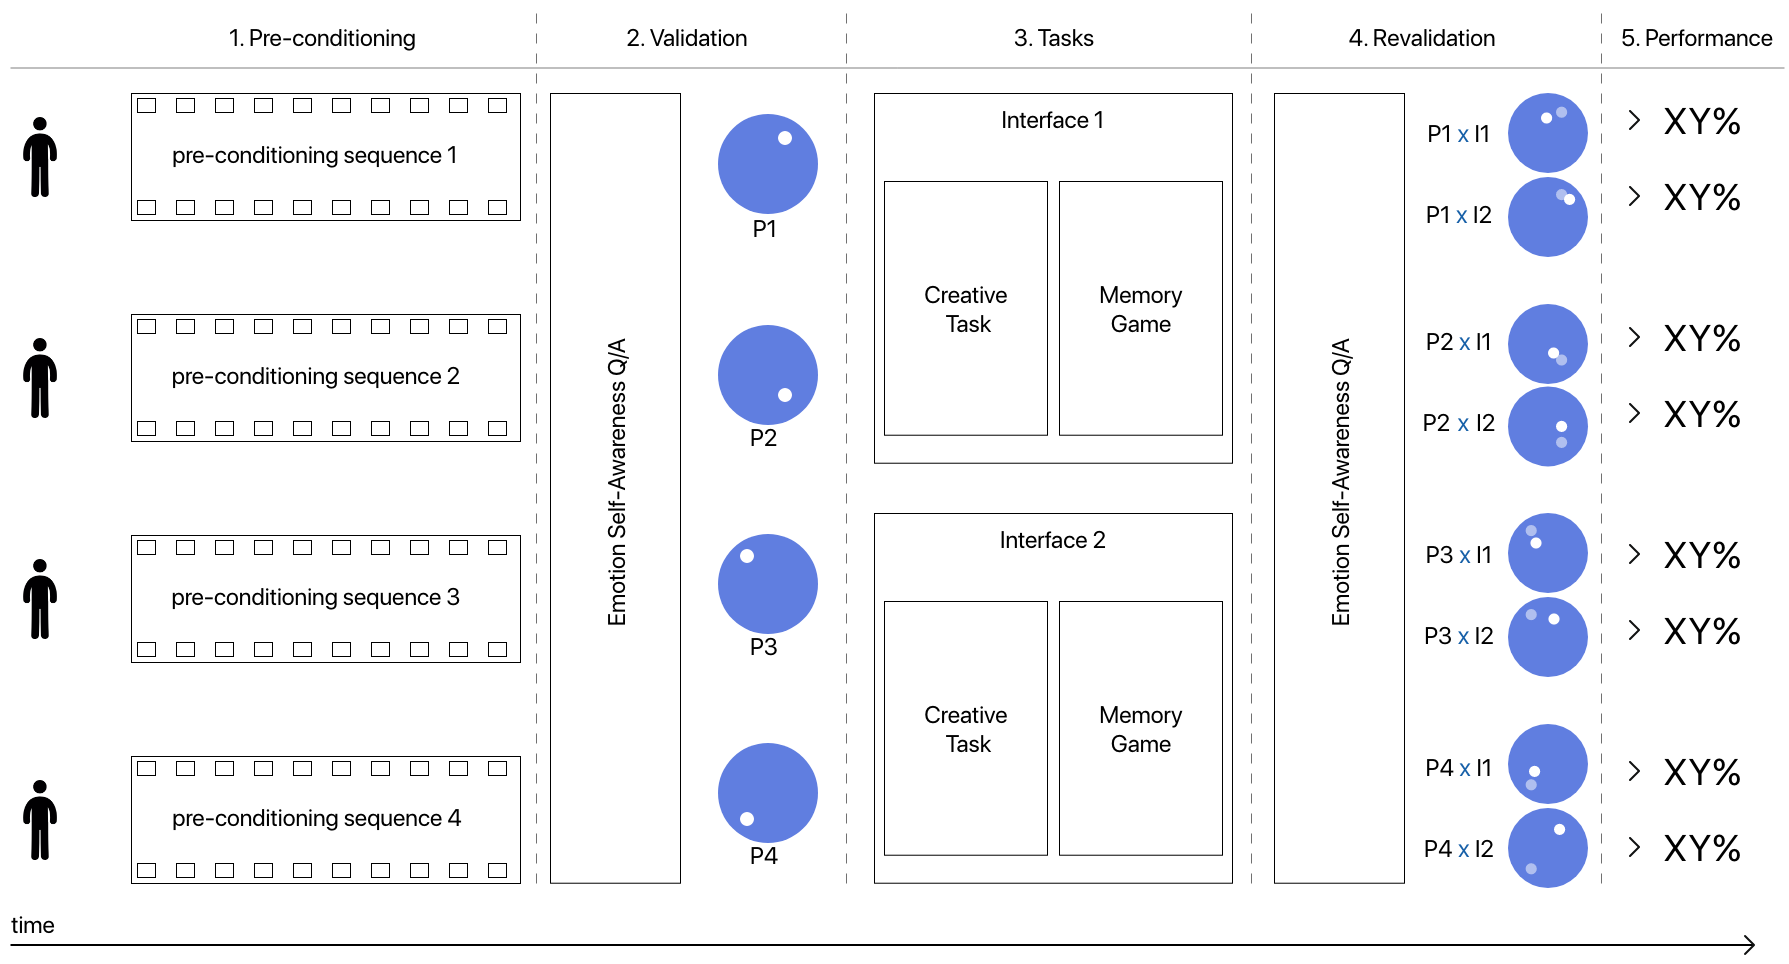 1. Pre-conditioning
2. Validation
3. Tasks
4. Revalidation
5. Performance
pre-conditioning sequence 1
pre-conditioning sequence 2
pre-conditioning sequence 3
pre-conditioning sequence 4
Emotion Self-Awareness Q/A
P1
P2
P3
P4
Interface 1
Creative
Task
Memory
Game
Interface 2
Creative
Task
Memory
Game
Emotion Self-Awareness Q/A
P1 x I1
> XY%
P1 x I2
> XY%
P2 x I1
> XY%
P2 x I2
> XY%
P3 x I1
> XY%
P3 x I2
> XY%
P4 x I1
> XY%
P4 x I2
> XY%
time